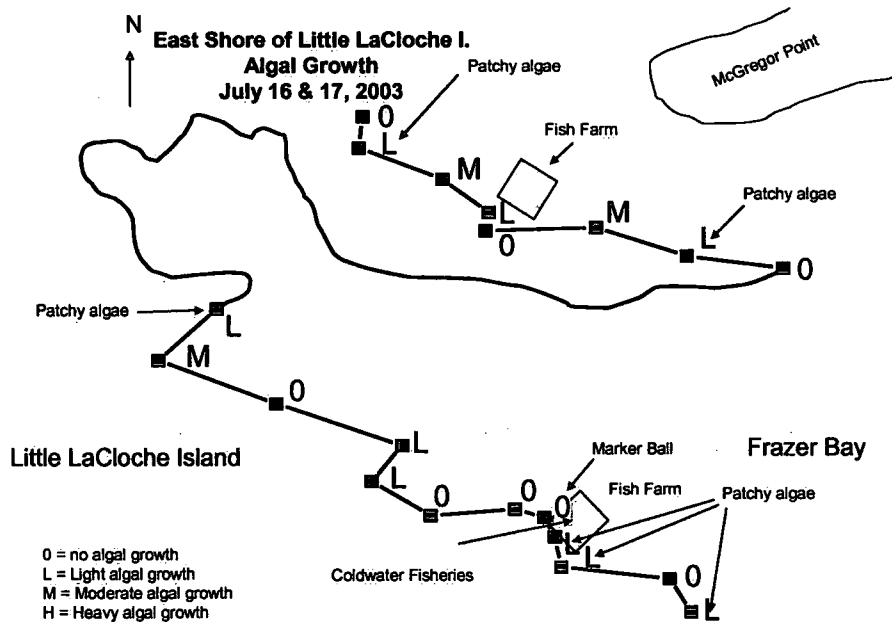 N
East Shore of Little LaCloche I.
Algal Growth
July 16 & 17, 2003
Patchy algae
McGregor Point
0
L
Fish Farm
M
L
0
M
Patchy algae
L
0
Patchy algae
L
M
0
L
L
0
0
Marker Ball
Frazer Bay
Little LaCloche Island
Fish Farm
0
Patchy algae
L
L
Coldwater Fisheries
0
L
0 = no algal growth
L = Light algal growth
M = Moderate algal growth
H = Heavy algal growth